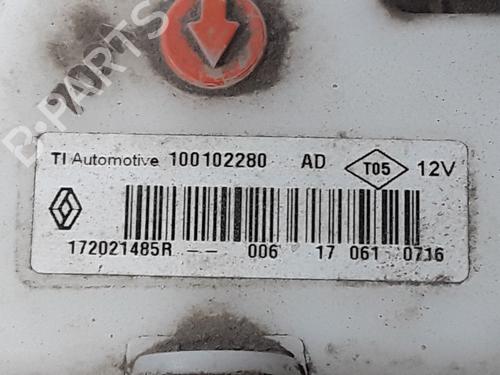 B-PARTS
TI Automotive 100102280 AD T05 12V
172021485R -- 006 17 061 0716